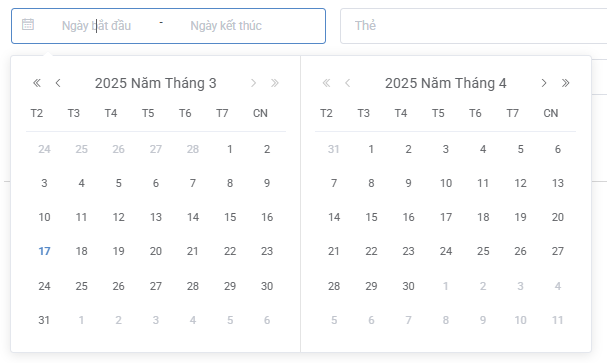 Ngày bắt đầu - Ngày kết thúc
Thẻ
2025 Năm Tháng 3
T2 T3 T4 T5 T6 T7 CN
24 25 26 27 28 1 2
3 4 5 6 7 8 9
10 11 12 13 14 15 16
17 18 19 20 21 22 23
24 25 26 27 28 29 30
31 1 2 3 4 5 6
2025 Năm Tháng 4
T2 T3 T4 T5 T6 T7 CN
31 1 2 3 4 5 6
7 8 9 10 11 12 13
14 15 16 17 18 19 20
21 22 23 24 25 26 27
28 29 30 1 2 3 4
5 6 7 8 9 10 11